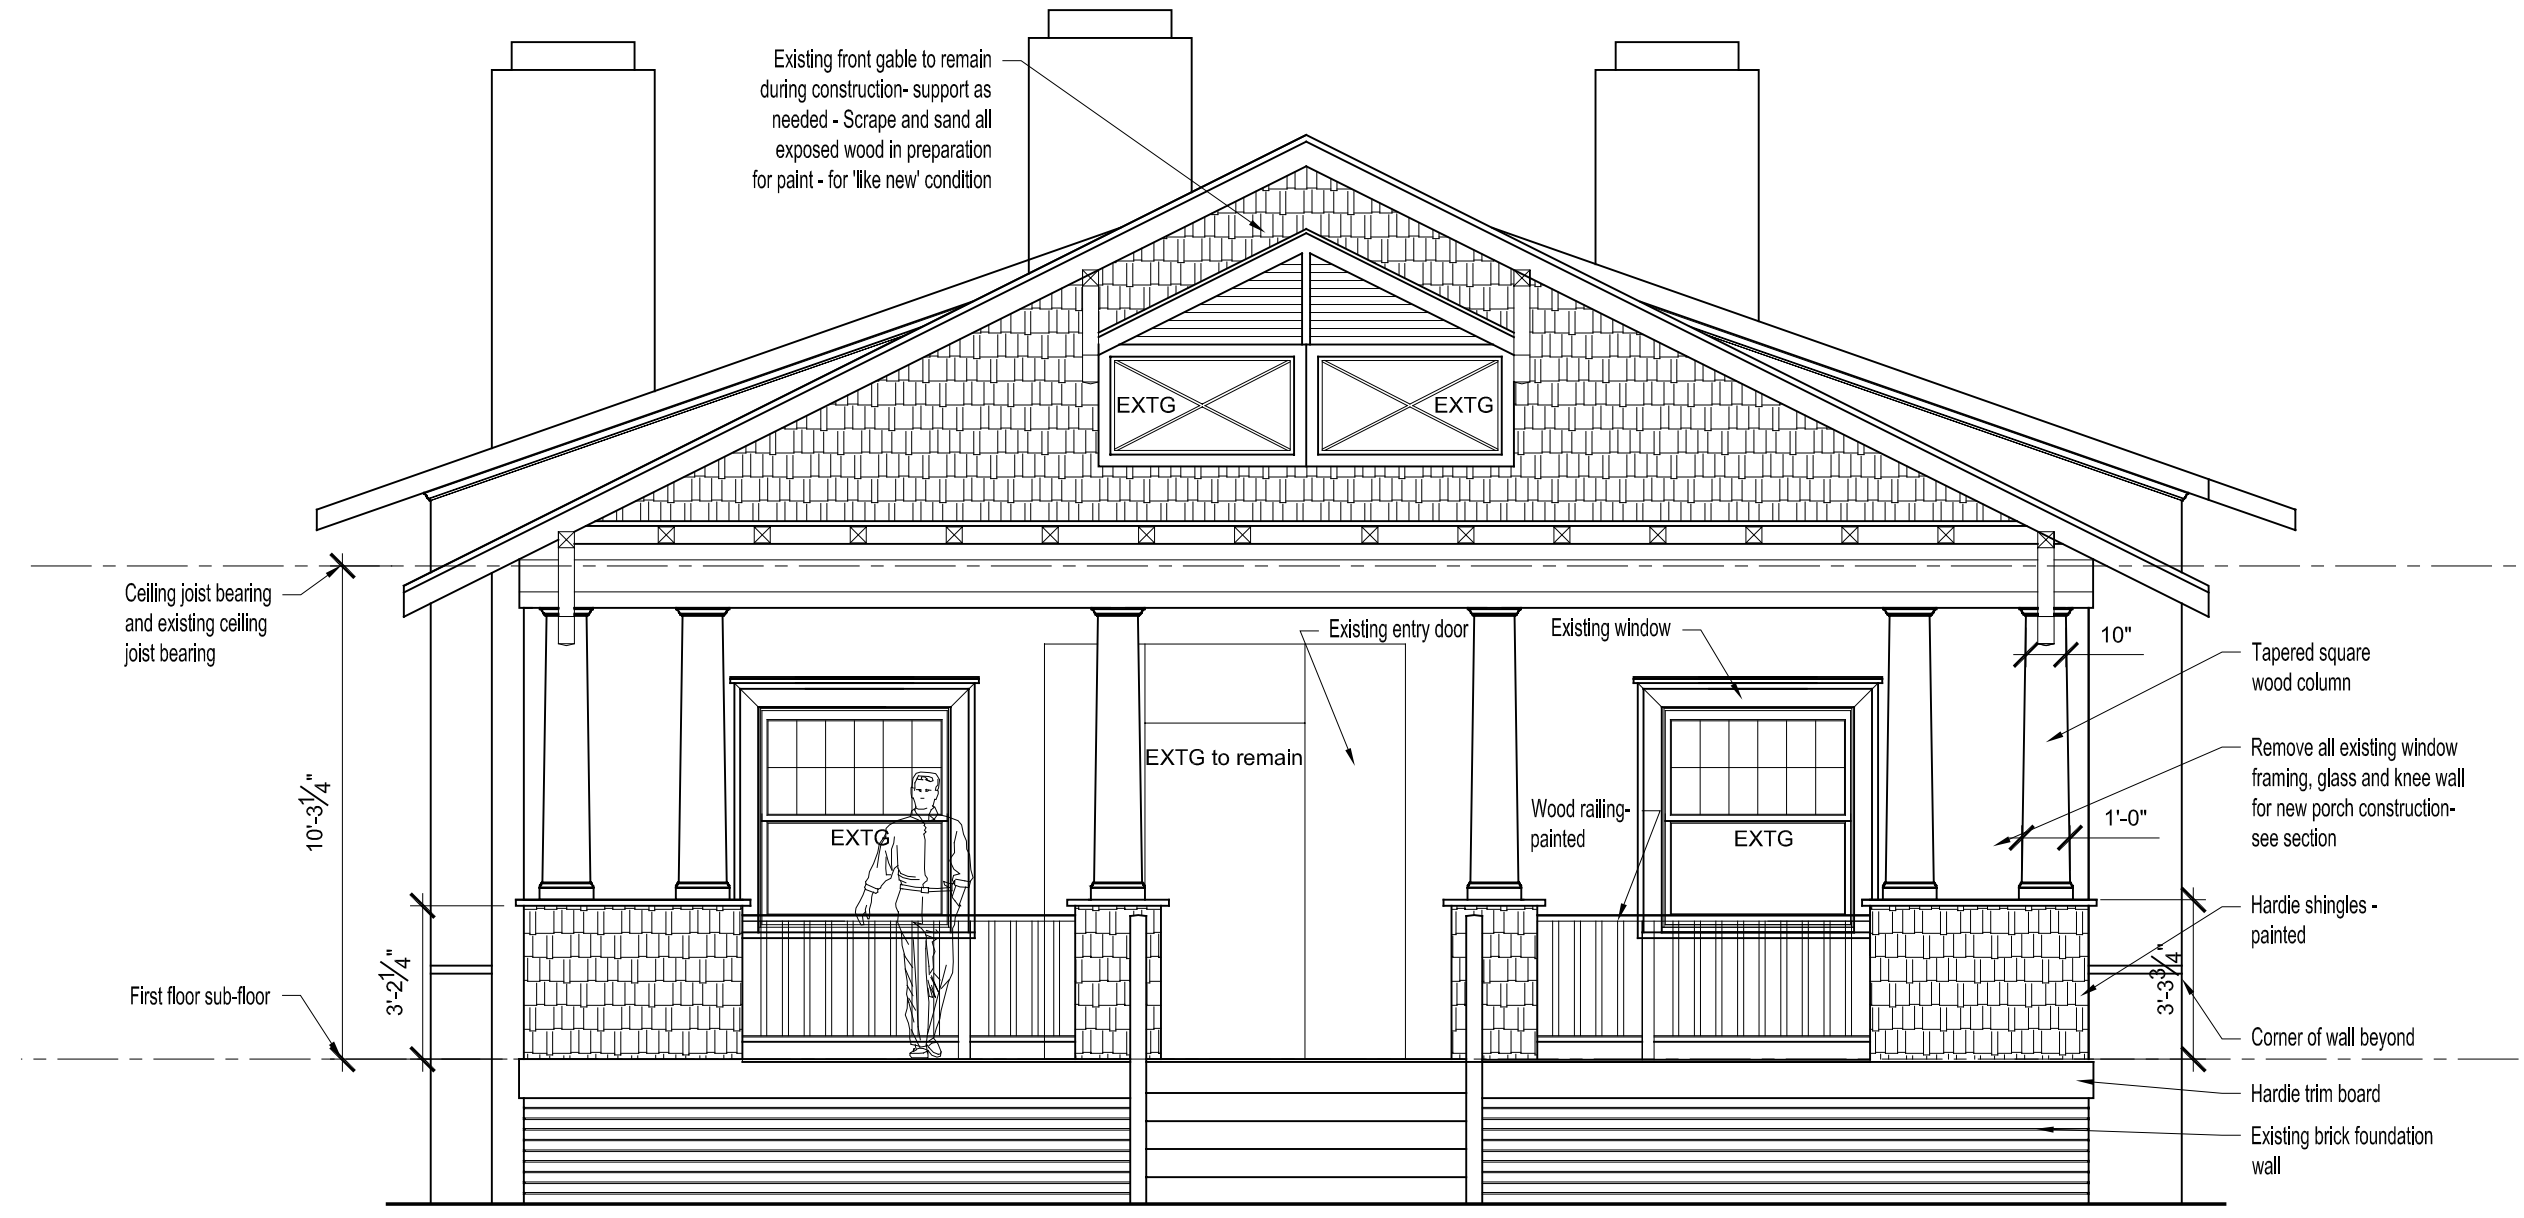 Existing front gable to remain
during construction- support as
needed - Scrape and sand all
exposed wood in preparation
for paint - for 'like new' condition
EXTG
EXTG
Ceiling joist bearing
and existing ceiling
joist bearing
Existing entry door
Existing window
10"
Tapered square
wood column
EXTG to remain
Remove all existing window
framing, glass and knee wall
for new porch construction-
see section
10'-3 1/4"
Wood railing-
painted
1'-0"
EXTG
EXTG
Hardie shingles -
painted
3'-2 1/4"
3'-3 3/4"
First floor sub-floor
Corner of wall beyond
Hardie trim board
Existing brick foundation
wall